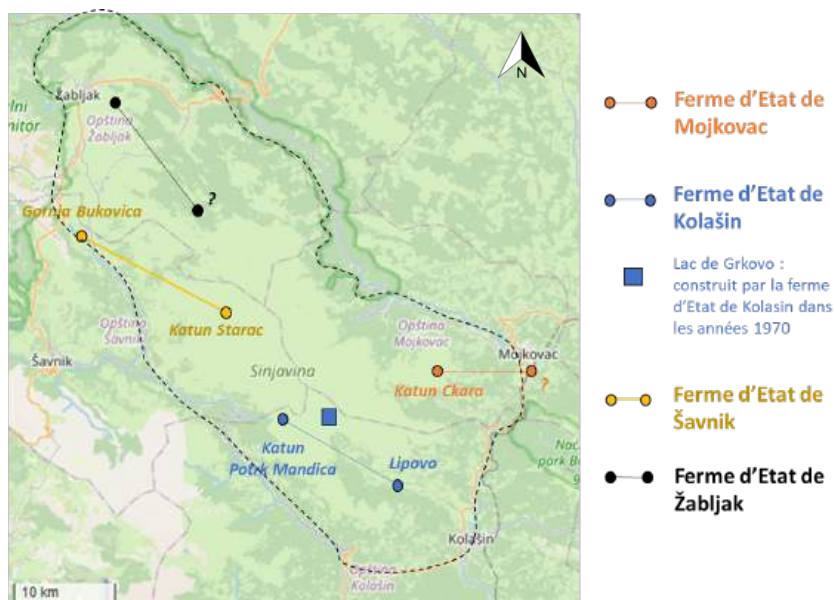 N
Žabljak
Opština
Žabljak
?
Gornja Bukovica
Katun Starac
Opština
Šavnik
Šavnik
Sinjavina
Opština
Mojkovac
Mojkovac
Katun Ckara
?
Katun
Potrk Mandica
Lipovo
Kolašin
Opština
Kolašin
10 km
Ferme d'Etat de
Mojkovac
Ferme d'Etat de
Kolašin
Lac de Grkovo :
construit par la ferme
d'Etat de Kolasin dans
les années 1970
Ferme d'Etat de
Šavnik
Ferme d'Etat de
Žabljak